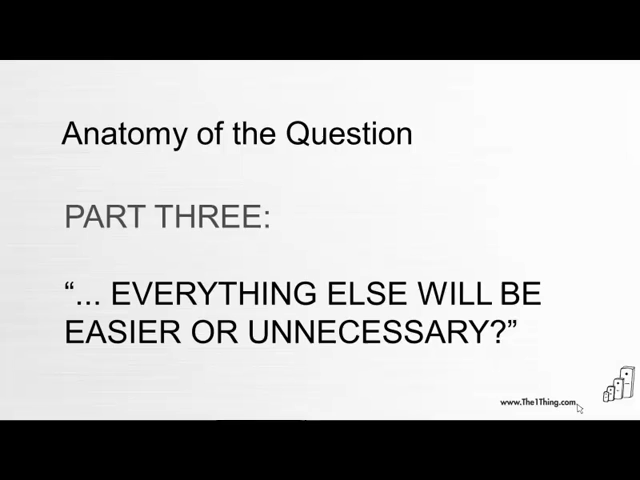 Anatomy of the Question
PART THREE:
“... EVERYTHING ELSE WILL BE
EASIER OR UNNECESSARY?”
www.The1Thing.com